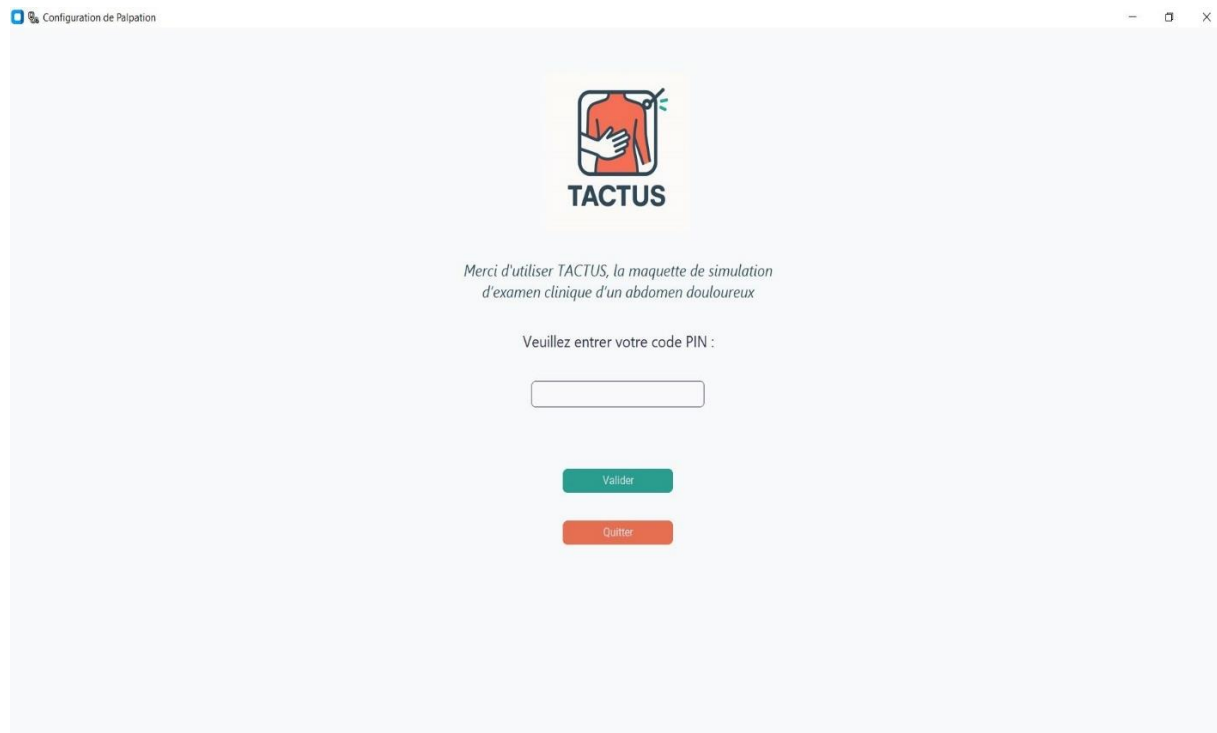 Configuration de Palpation
TACTUS
Merci d'utiliser TACTUS, la maquette de simulation
d'examen clinique d'un abdomen douloureux
Veuillez entrer votre code PIN :
Valider
Quitter